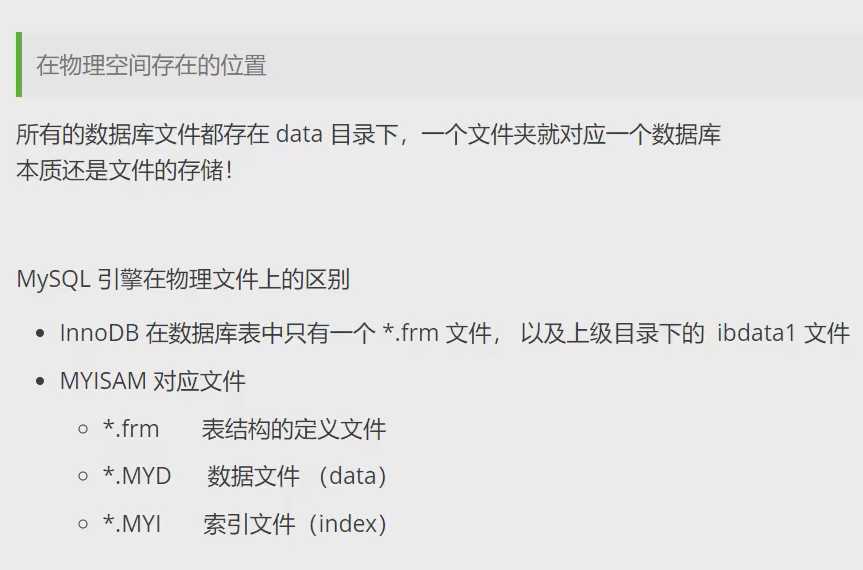 在物理空间存在的位置
所有的数据库文件都存在 data 目录下，一个文件夹就对应一个数据库
本质还是文件的存储！
MySQL 引擎在物理文件上的区别
• InnoDB 在数据库表中只有一个 *.frm 文件， 以及上级目录下的 ibdata1 文件
• MYISAM 对应文件
○ *.frm 表结构的定义文件
○ *.MYD 数据文件 （data）
○ *.MYI 索引文件（index）